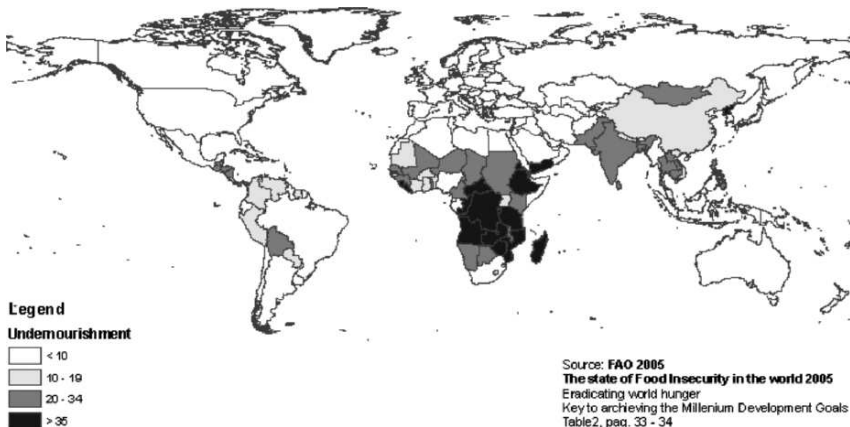 Legend
Undernourishment
< 10
10 - 19
20 - 34
> 35
Source: FAO 2005
The state of Food Insecurity in the world 2005
Eradicating world hunger
Key to archieving the Millenium Development Goals
Table2, pag. 33 - 34